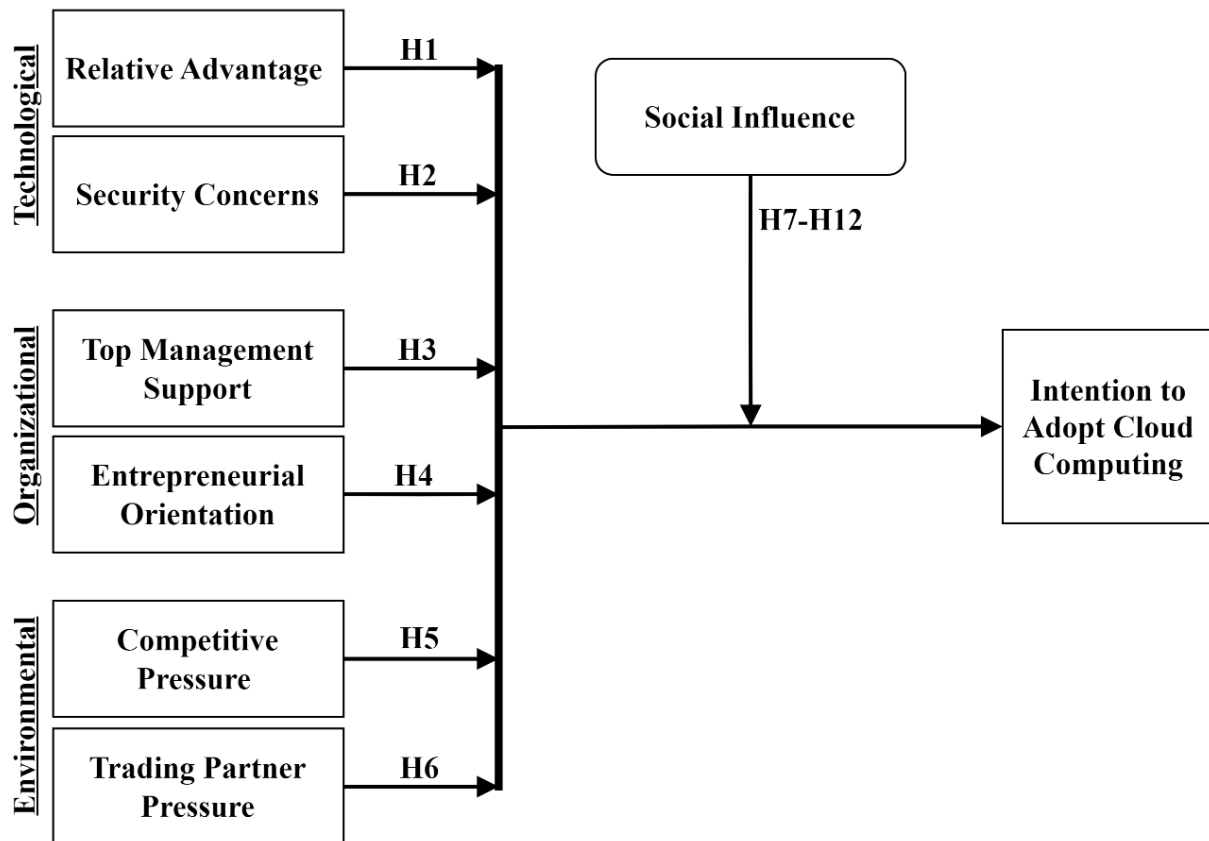 Technological
Relative Advantage
H1
Security Concerns
H2
Organizational
Top Management
Support
H3
Entrepreneurial
Orientation
H4
Environmental
Competitive
Pressure
H5
Trading Partner
Pressure
H6
Social Influence
H7-H12
Intention to
Adopt Cloud
Computing